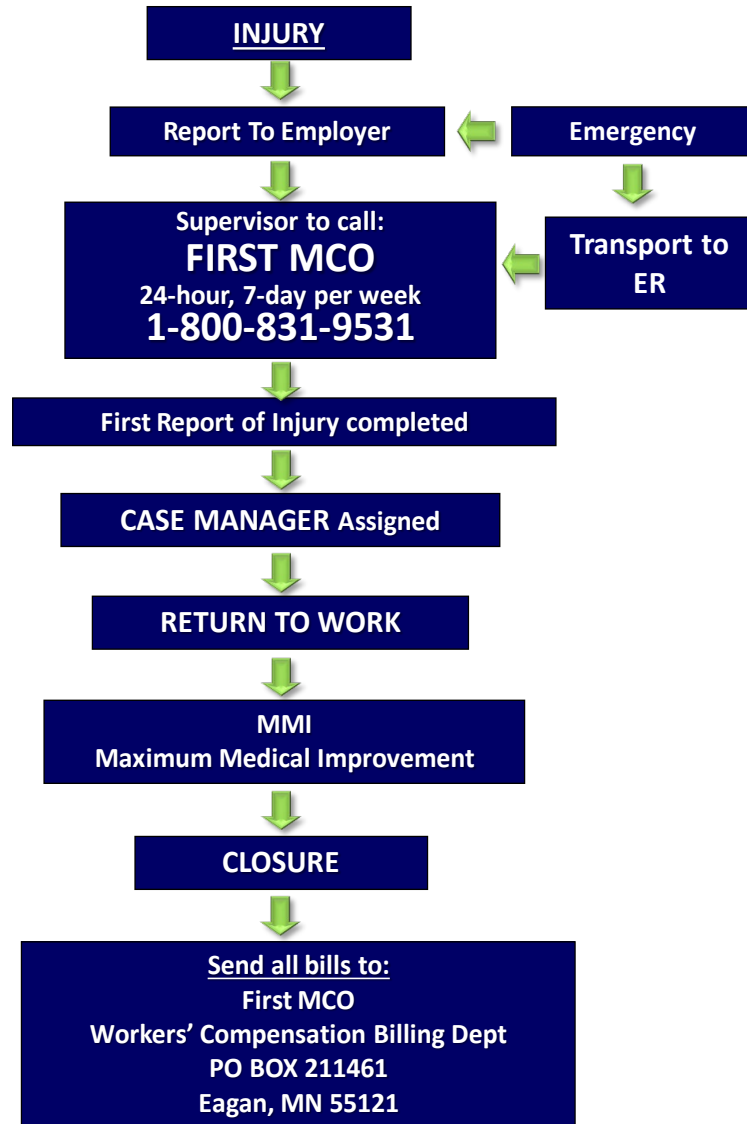 INJURY
Report To Employer
Emergency
Supervisor to call:
FIRST MCO
24-hour, 7-day per week
1-800-831-9531
Transport to
ER
First Report of Injury completed
CASE MANAGER Assigned
RETURN TO WORK
MMI
Maximum Medical Improvement
CLOSURE
Send all bills to:
First MCO
Workers’ Compensation Billing Dept
PO BOX 211461
Eagan, MN 55121